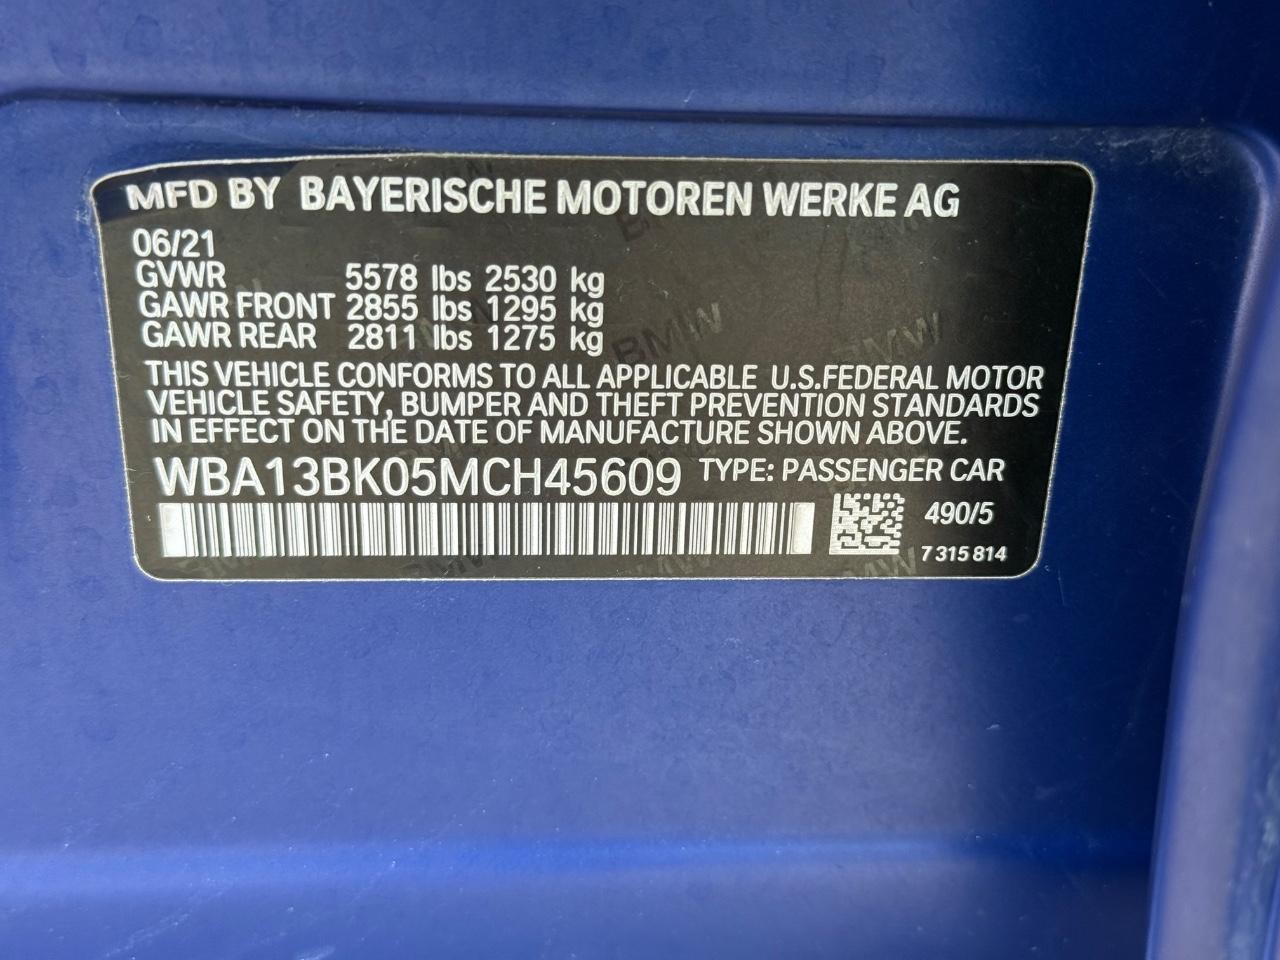 MFD BY BAYERISCHE MOTOREN WERKE AG
06/21
GVWR 5578 lbs 2530 kg
GAWR FRONT 2855 lbs 1295 kg
GAWR REAR 2811 lbs 1275 kg
THIS VEHICLE CONFORMS TO ALL APPLICABLE U.S.FEDERAL MOTOR
VEHICLE SAFETY, BUMPER AND THEFT PREVENTION STANDARDS
IN EFFECT ON THE DATE OF MANUFACTURE SHOWN ABOVE.
WBA13BK05MCH45609 TYPE: PASSENGER CAR
490/5
7 315 814